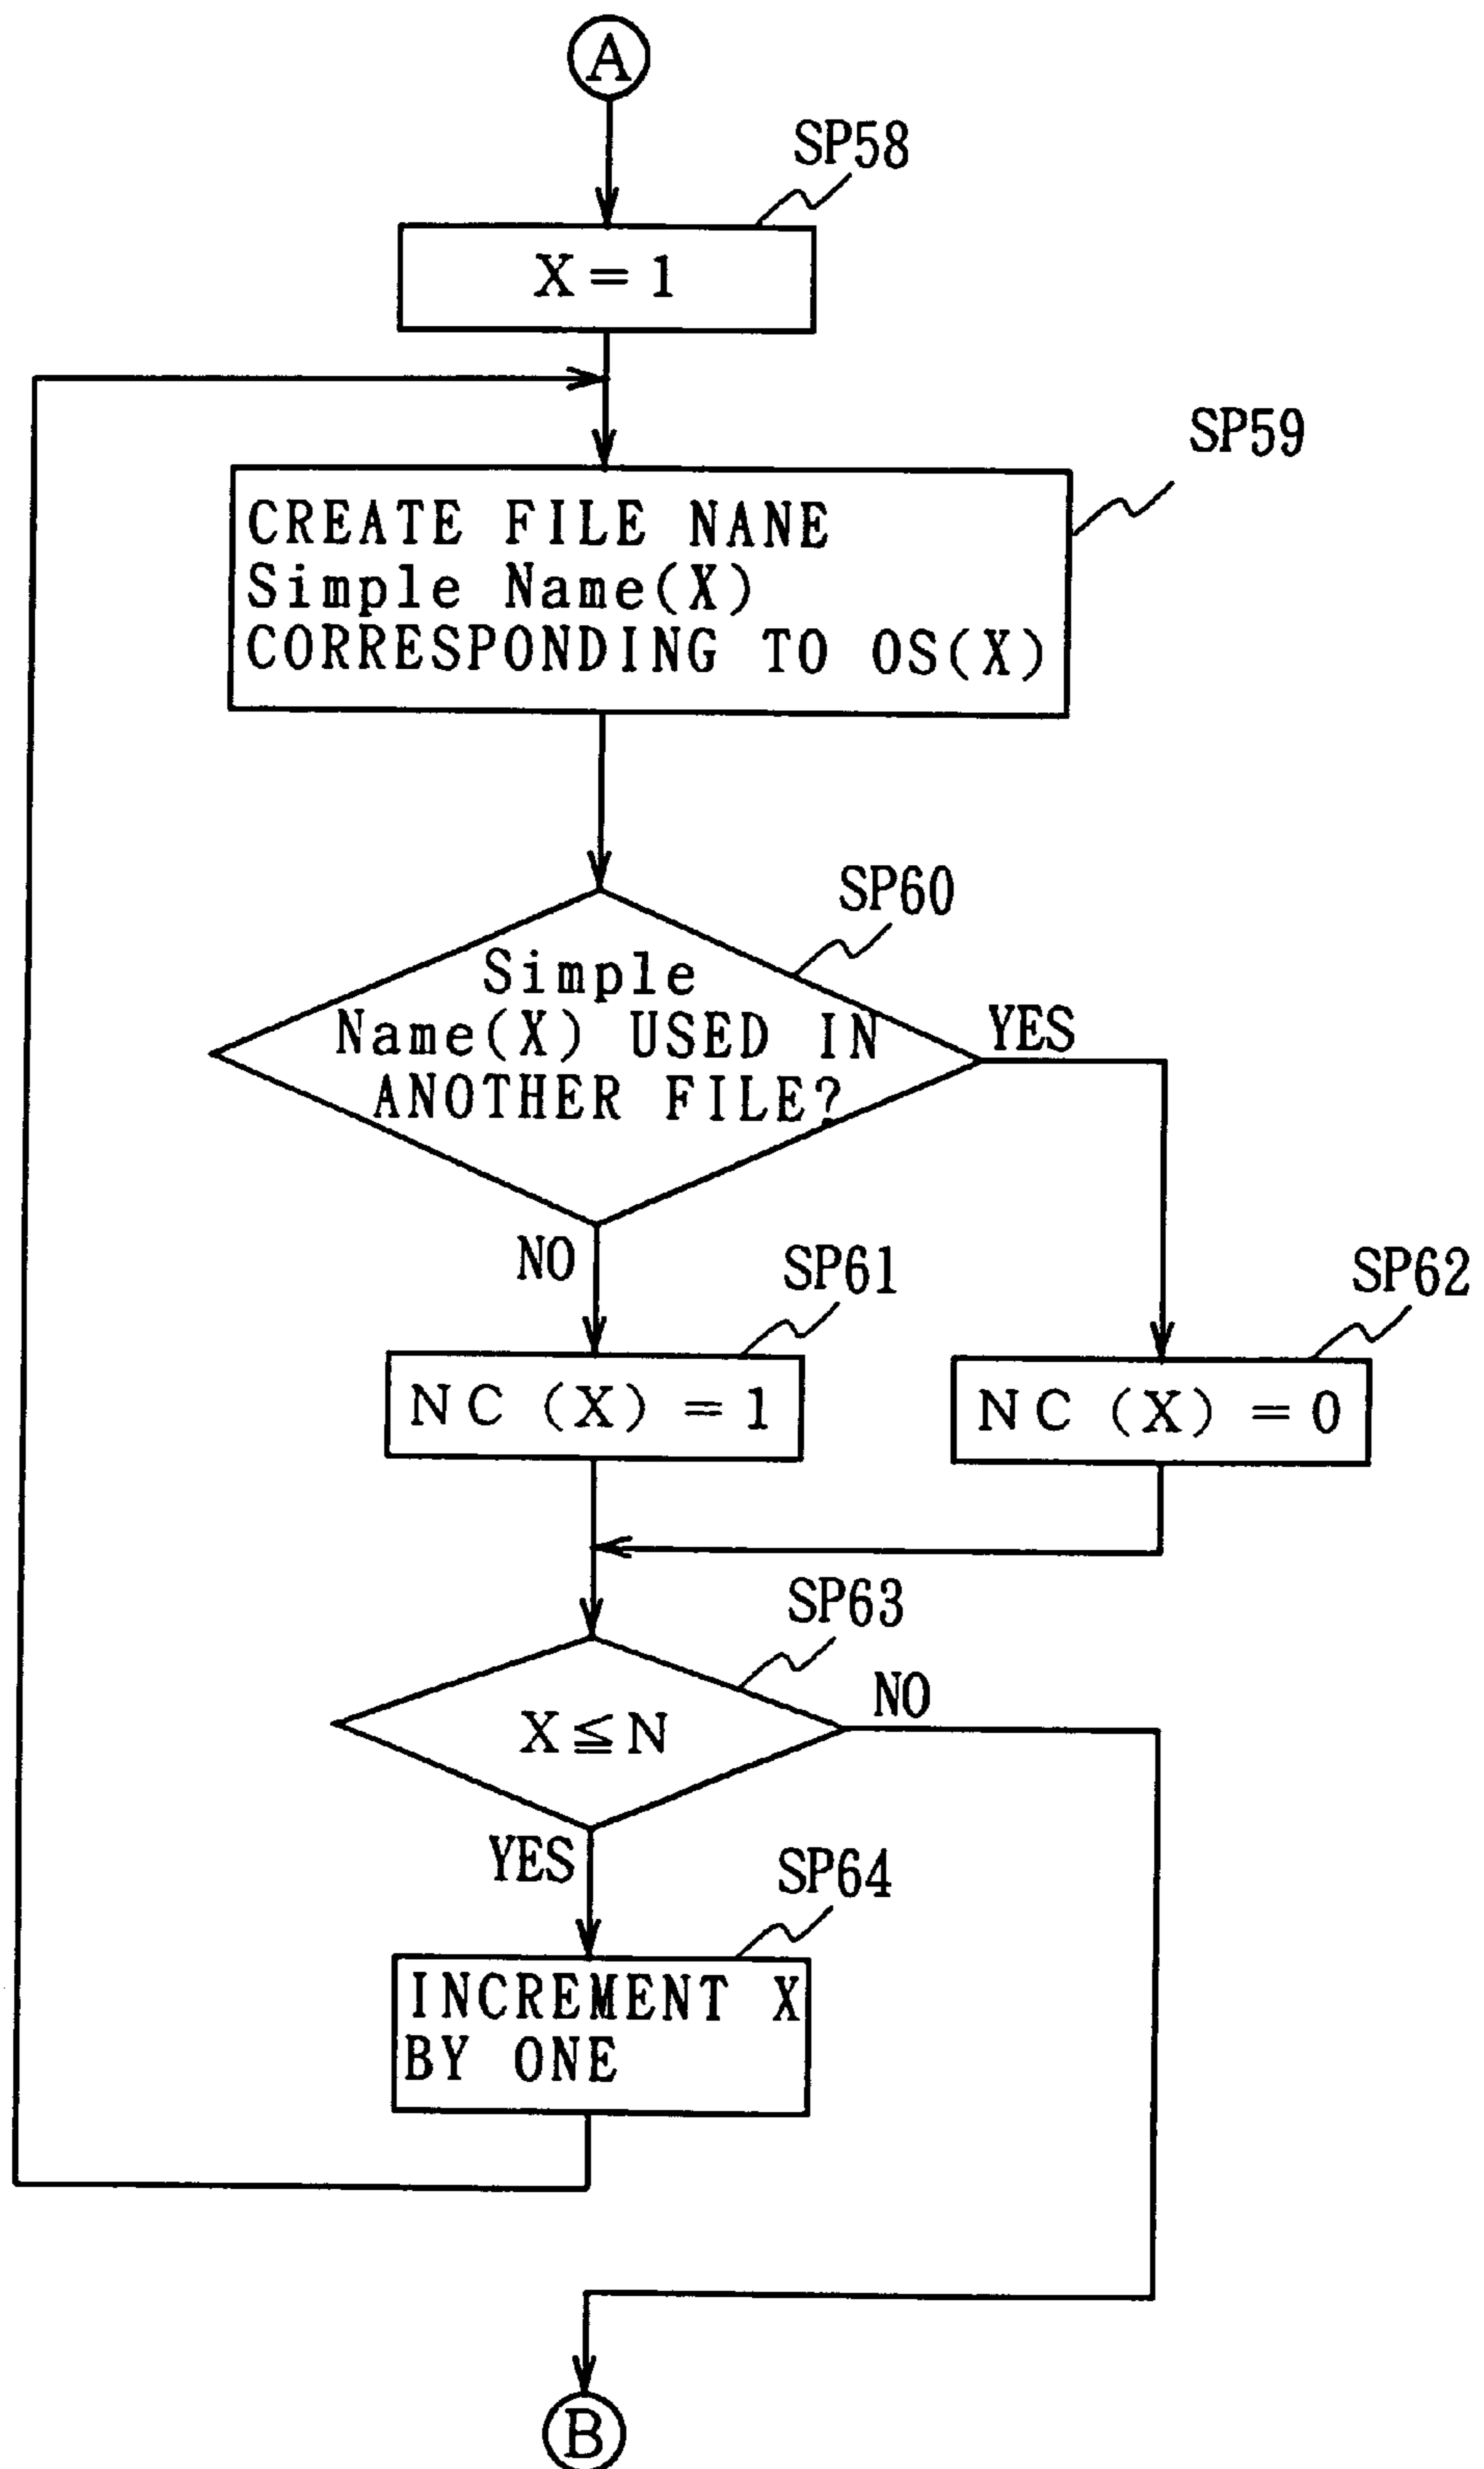 A
SP58
X = 1
SP59
CREATE FILE NANE
Simple Name(X)
CORRESPONDING TO OS(X)
SP60
Simple
Name(X) USED IN
ANOTHER FILE?
YES
NO
SP61
SP62
NC (X) = 1
NC (X) = 0
SP63
X ≦ N
NO
YES
SP64
INCREMENT X
BY ONE
B